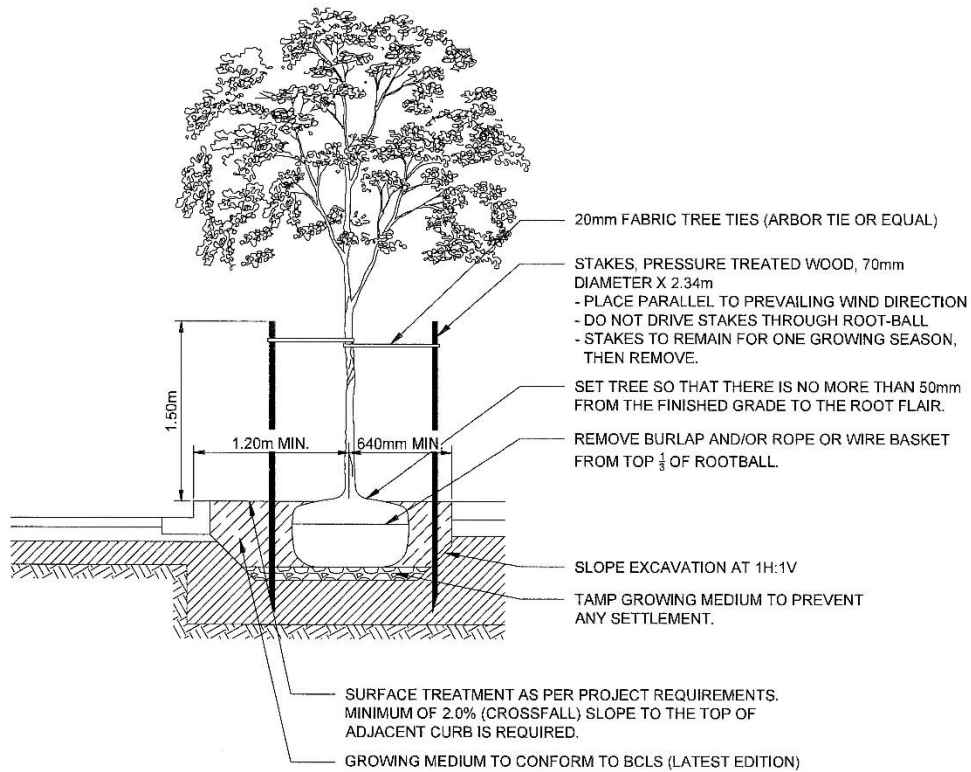 20mm FABRIC TREE TIES (ARBOR TIE OR EQUAL)
STAKES, PRESSURE TREATED WOOD, 70mm
DIAMETER X 2.34m
- PLACE PARALLEL TO PREVAILING WIND DIRECTION
- DO NOT DRIVE STAKES THROUGH ROOT-BALL
- STAKES TO REMAIN FOR ONE GROWING SEASON,
THEN REMOVE.
SET TREE SO THAT THERE IS NO MORE THAN 50mm
FROM THE FINISHED GRADE TO THE ROOT FLAIR.
1.50m
1.20m MIN.
640mm MIN.
REMOVE BURLAP AND/OR ROPE OR WIRE BASKET
FROM TOP 1/3 OF ROOTBALL.
SLOPE EXCAVATION AT 1H:1V
TAMP GROWING MEDIUM TO PREVENT
ANY SETTLEMENT.
SURFACE TREATMENT AS PER PROJECT REQUIREMENTS.
MINIMUM OF 2.0% (CROSSFALL) SLOPE TO THE TOP OF
ADJACENT CURB IS REQUIRED.
GROWING MEDIUM TO CONFORM TO BCLS (LATEST EDITION)